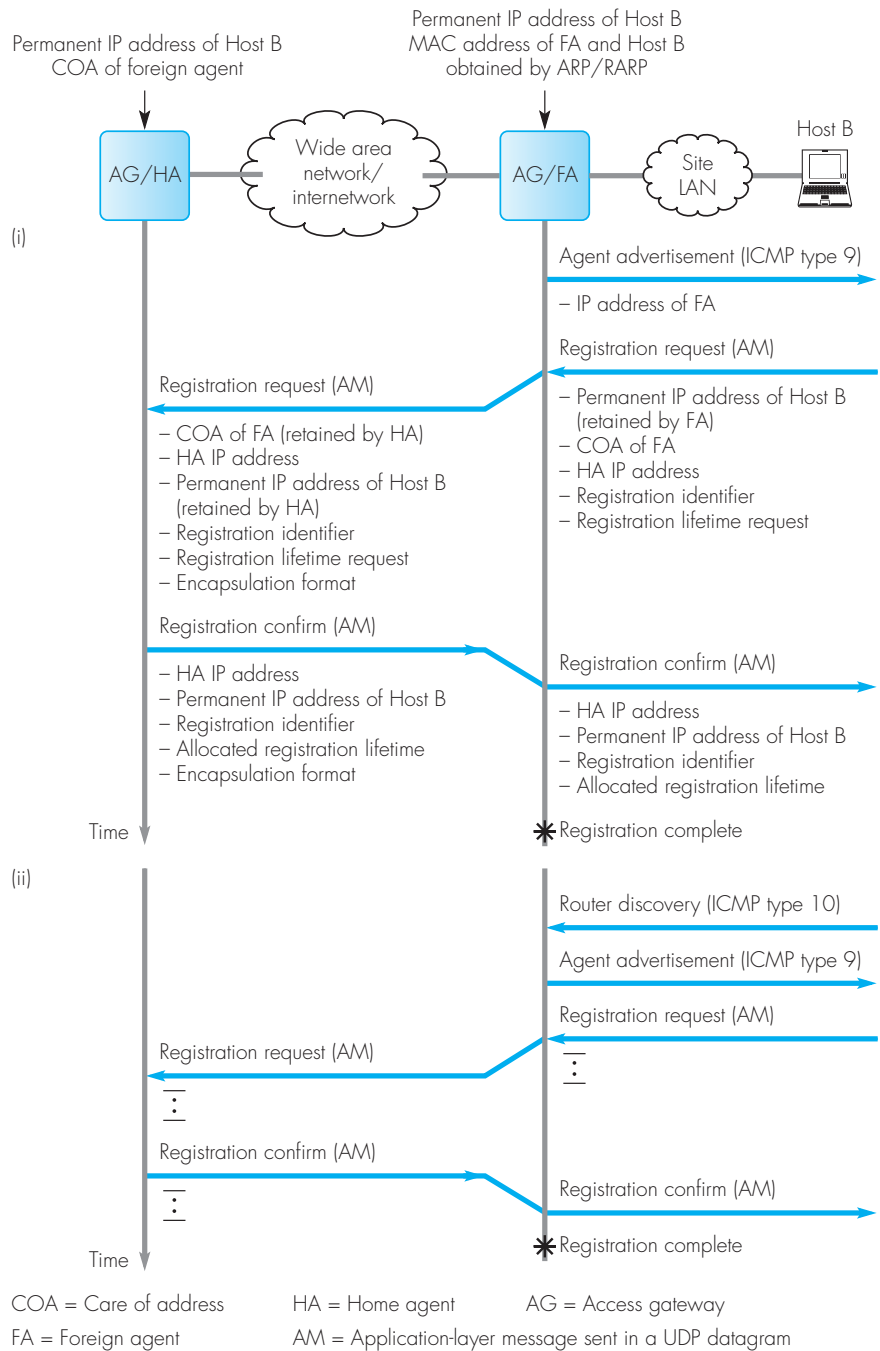 Permanent IP address of Host B
COA of foreign agent
Permanent IP address of Host B
MAC address of FA and Host B
obtained by ARP/RARP
AG/HA
Wide area
network/
internetwork
AG/FA
Site
LAN
Host B
(i)
Agent advertisement (ICMP type 9)
– IP address of FA
Registration request (AM)
– Permanent IP address of Host B
(retained by FA)
– COA of FA
– HA IP address
– Registration identifier
– Registration lifetime request
Registration request (AM)
– COA of FA (retained by HA)
– HA IP address
– Permanent IP address of Host B
(retained by HA)
– Registration identifier
– Registration lifetime request
– Encapsulation format
Registration confirm (AM)
– HA IP address
– Permanent IP address of Host B
– Registration identifier
– Allocated registration lifetime
– Encapsulation format
Registration confirm (AM)
– HA IP address
– Permanent IP address of Host B
– Registration identifier
– Allocated registration lifetime
Time
Registration complete
(ii)
Router discovery (ICMP type 10)
Agent advertisement (ICMP type 9)
Registration request (AM)
Registration request (AM)
Registration confirm (AM)
Registration confirm (AM)
Registration complete
Time
COA = Care of address
HA = Home agent
AG = Access gateway
FA = Foreign agent
AM = Application-layer message sent in a UDP datagram